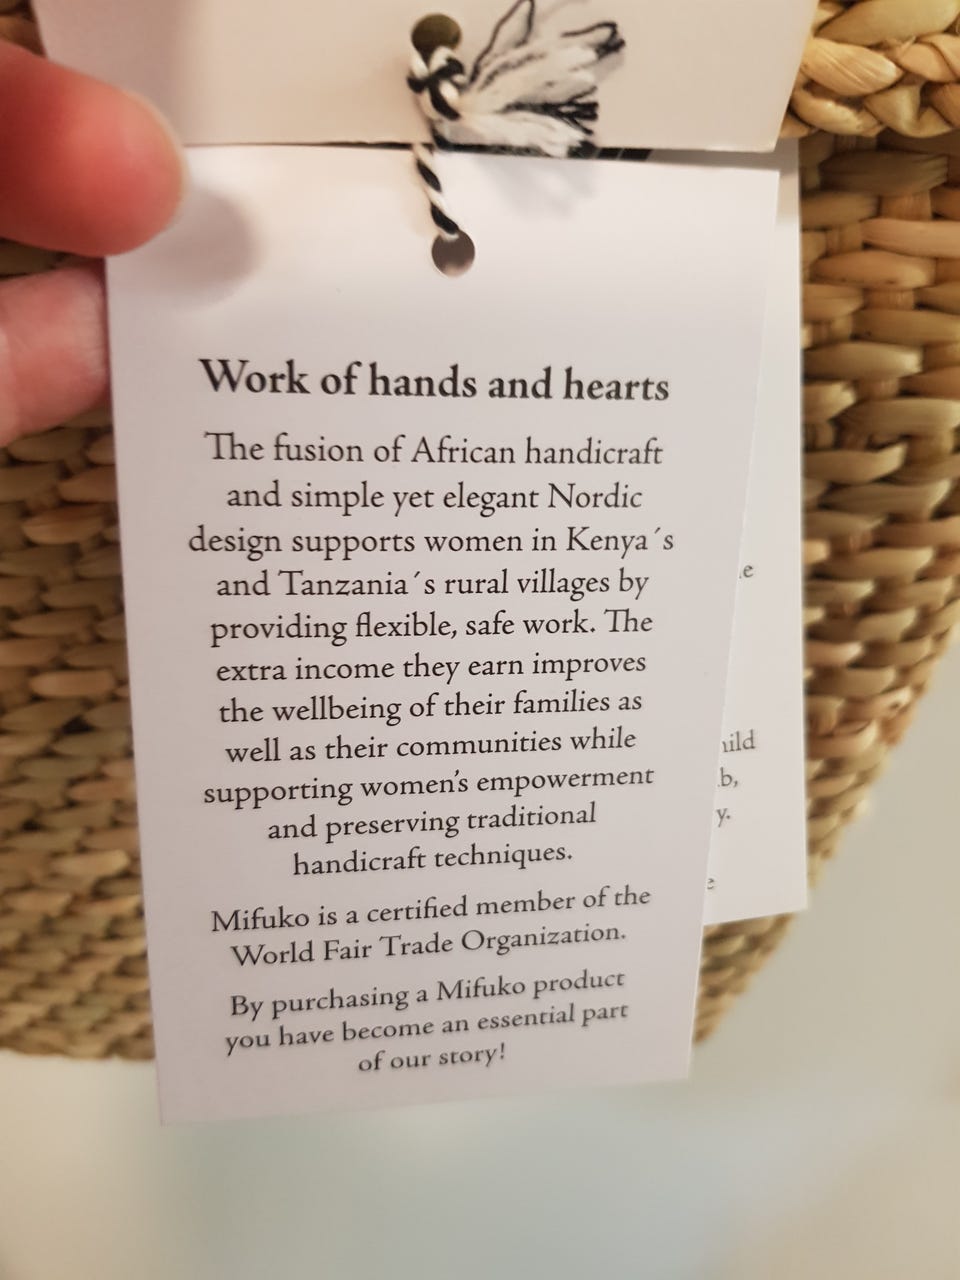 Work of hands and hearts
The fusion of African handicraft
and simple yet elegant Nordic
design supports women in Kenya´s
and Tanzania´s rural villages by
providing flexible, safe work. The
extra income they earn improves
the wellbeing of their families as
well as their communities while
supporting women's empowerment
and preserving traditional
handicraft techniques.
Mifuko is a certified member of the
World Fair Trade Organization.
By purchasing a Mifuko product
you have become an essential part
of our story!